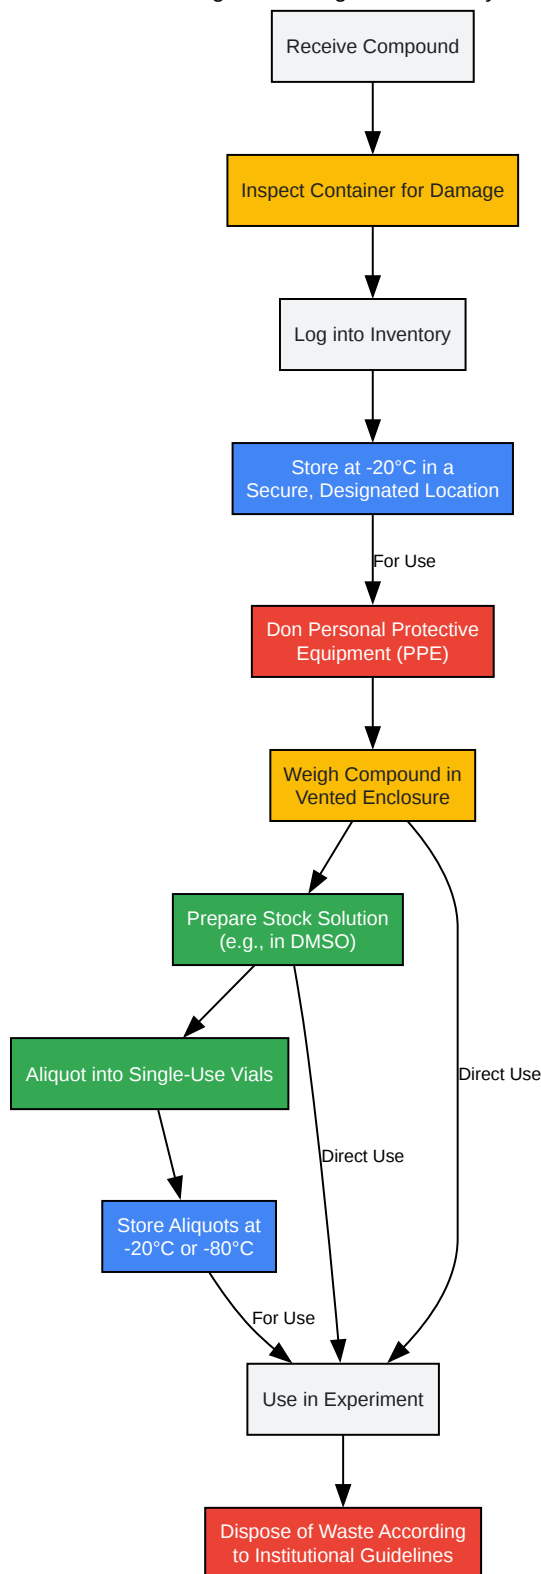 Receive Compound
Inspect Container for Damage
Log into Inventory
Store at -20°C in a
Secure, Designated Location
For Use
Don Personal Protective
Equipment (PPE)
Weigh Compound in
Vented Enclosure
Prepare Stock Solution
(e.g., in DMSO)
Aliquot into Single-Use Vials
Direct Use
Direct Use
Store Aliquots at
-20°C or -80°C
For Use
Use in Experiment
Dispose of Waste According
to Institutional Guidelines